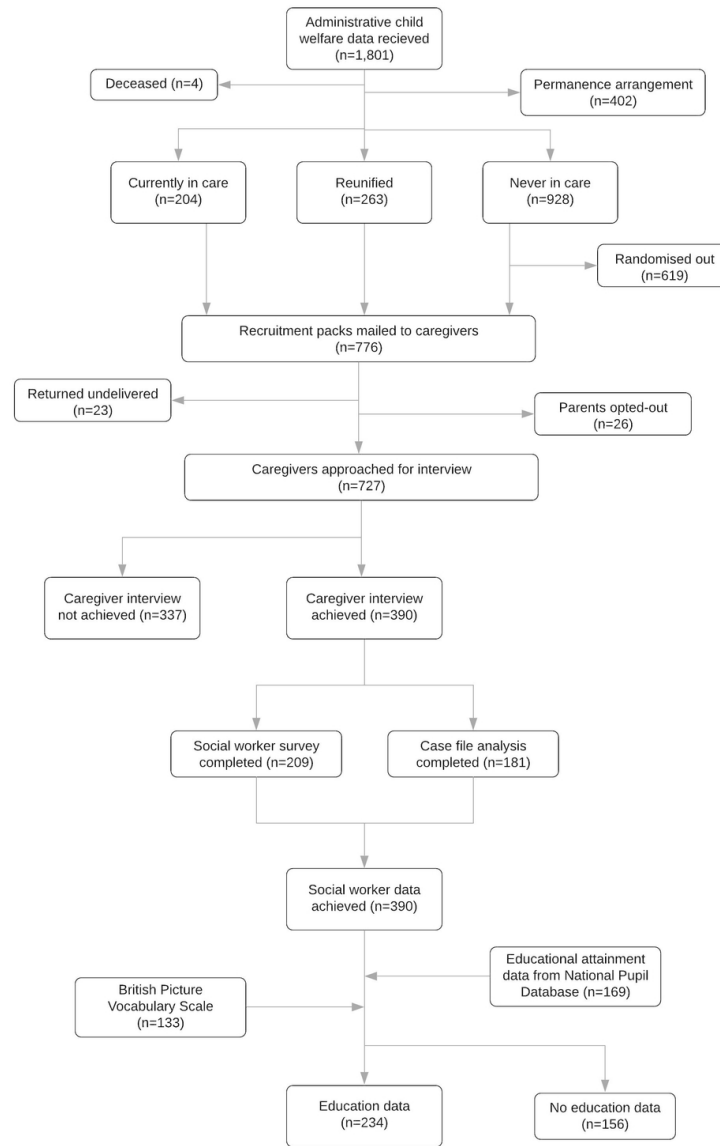 Administrative child
welfare data recieved
(n=1,801)
Deceased (n=4)
Permanence arrangement
(n=402)
Currently in care
(n=204)
Reunified
(n=263)
Never in care
(n=928)
Randomised out
(n=619)
Recruitment packs mailed to caregivers
(n=776)
Returned undelivered
(n=23)
Parents opted-out
(n=26)
Caregivers approached for interview
(n=727)
Caregiver interview
not achieved (n=337)
Caregiver interview
achieved (n=390)
Social worker survey
completed (n=209)
Case file analysis
completed (n=181)
Social worker data
achieved (n=390)
Educational attainment
data from National Pupil
Database (n=169)
British Picture
Vocabulary Scale
(n=133)
Education data
(n=234)
No education data
(n=156)